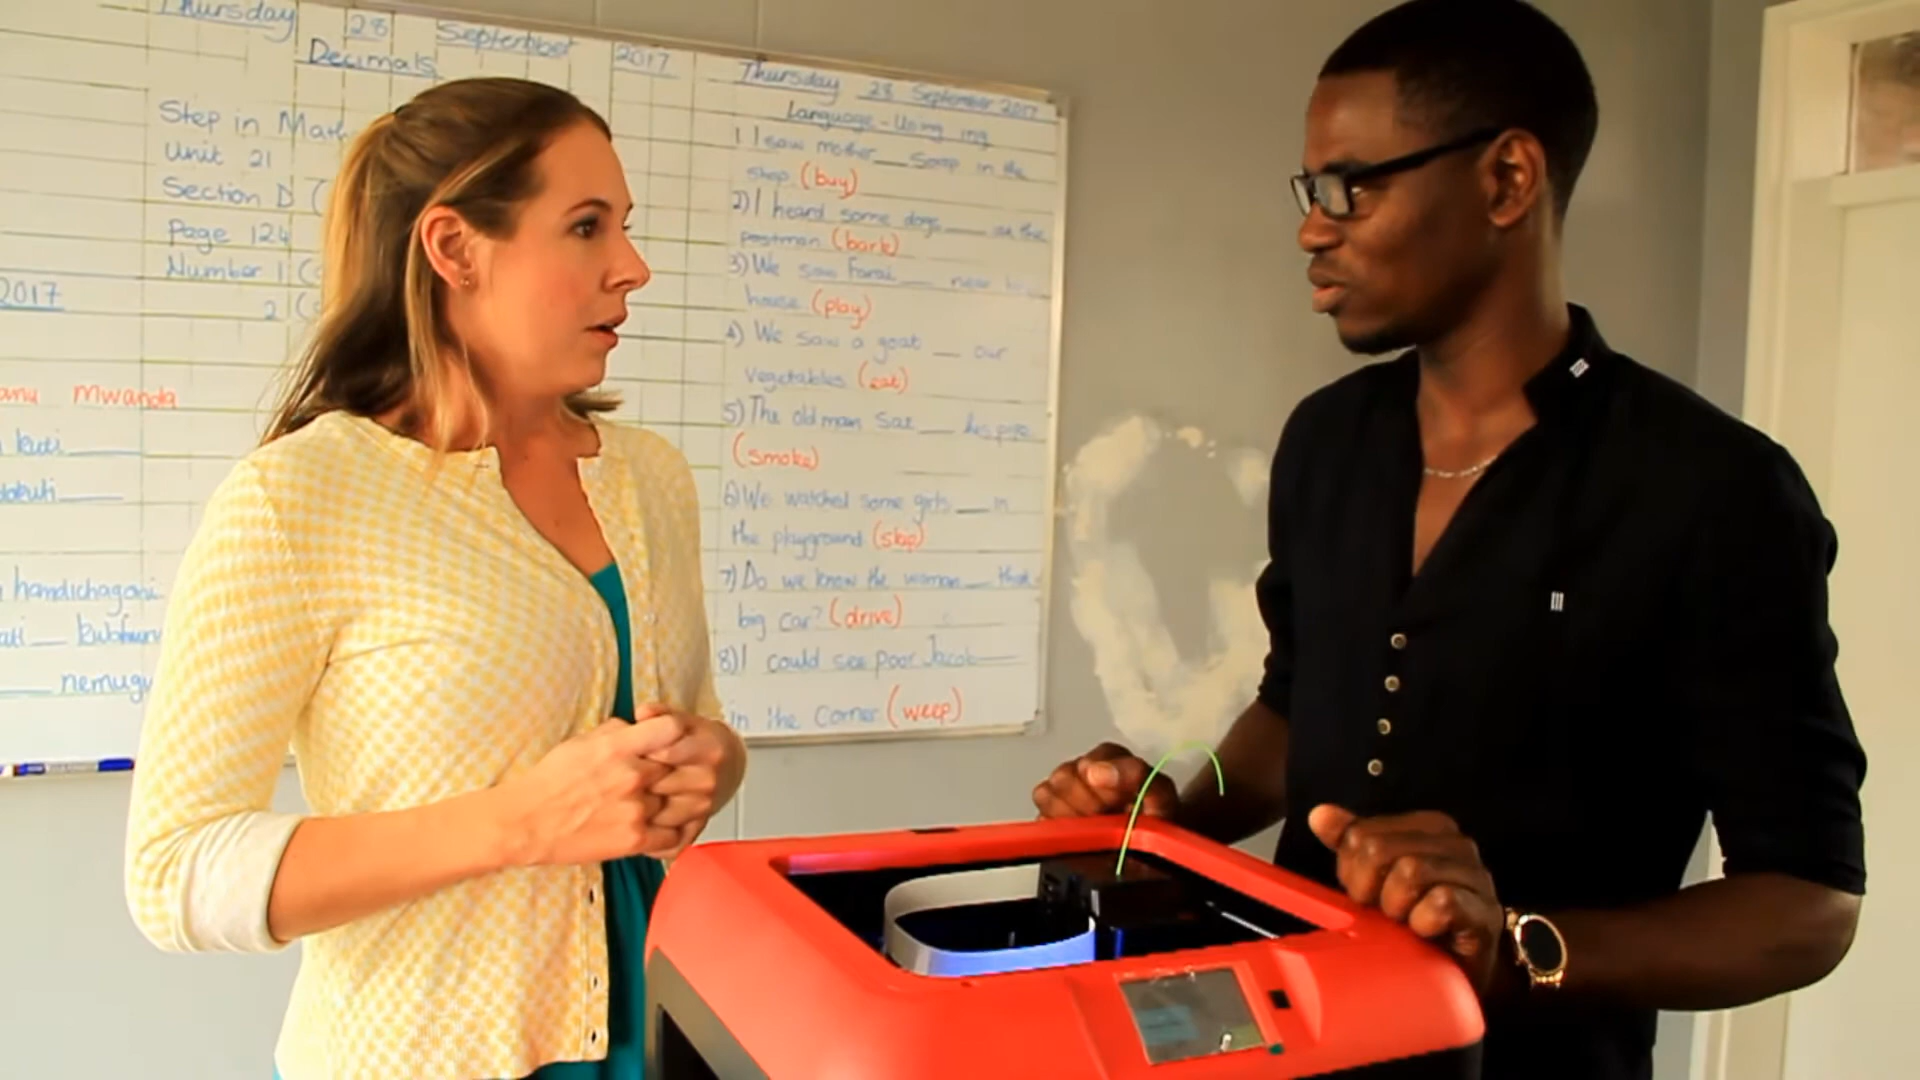 Thursday 28 September 2017
Decimals
Step in Math
Unit 21
Section D (
Page 124
Number 1 (
2 (
2017
Mwanda
kuti
handichagoni
nemugu
Thursday 28 September 2017
Language - Using ing
1) I saw mother ___ soap in the
shop (buy)
2) I heard some dogs ___ at the
postman (bark)
3) We saw Farai ___ near his
house (play)
4) We saw a goat ___ our
vegetables (eat)
5) The old man sat ___ his pipe
(smoke)
6) We watched some girls ___ in
the playground (skip)
7) Do we know the woman ___ that
big car? (drive)
8) I could see poor Jacob ___
in the corner (weep)